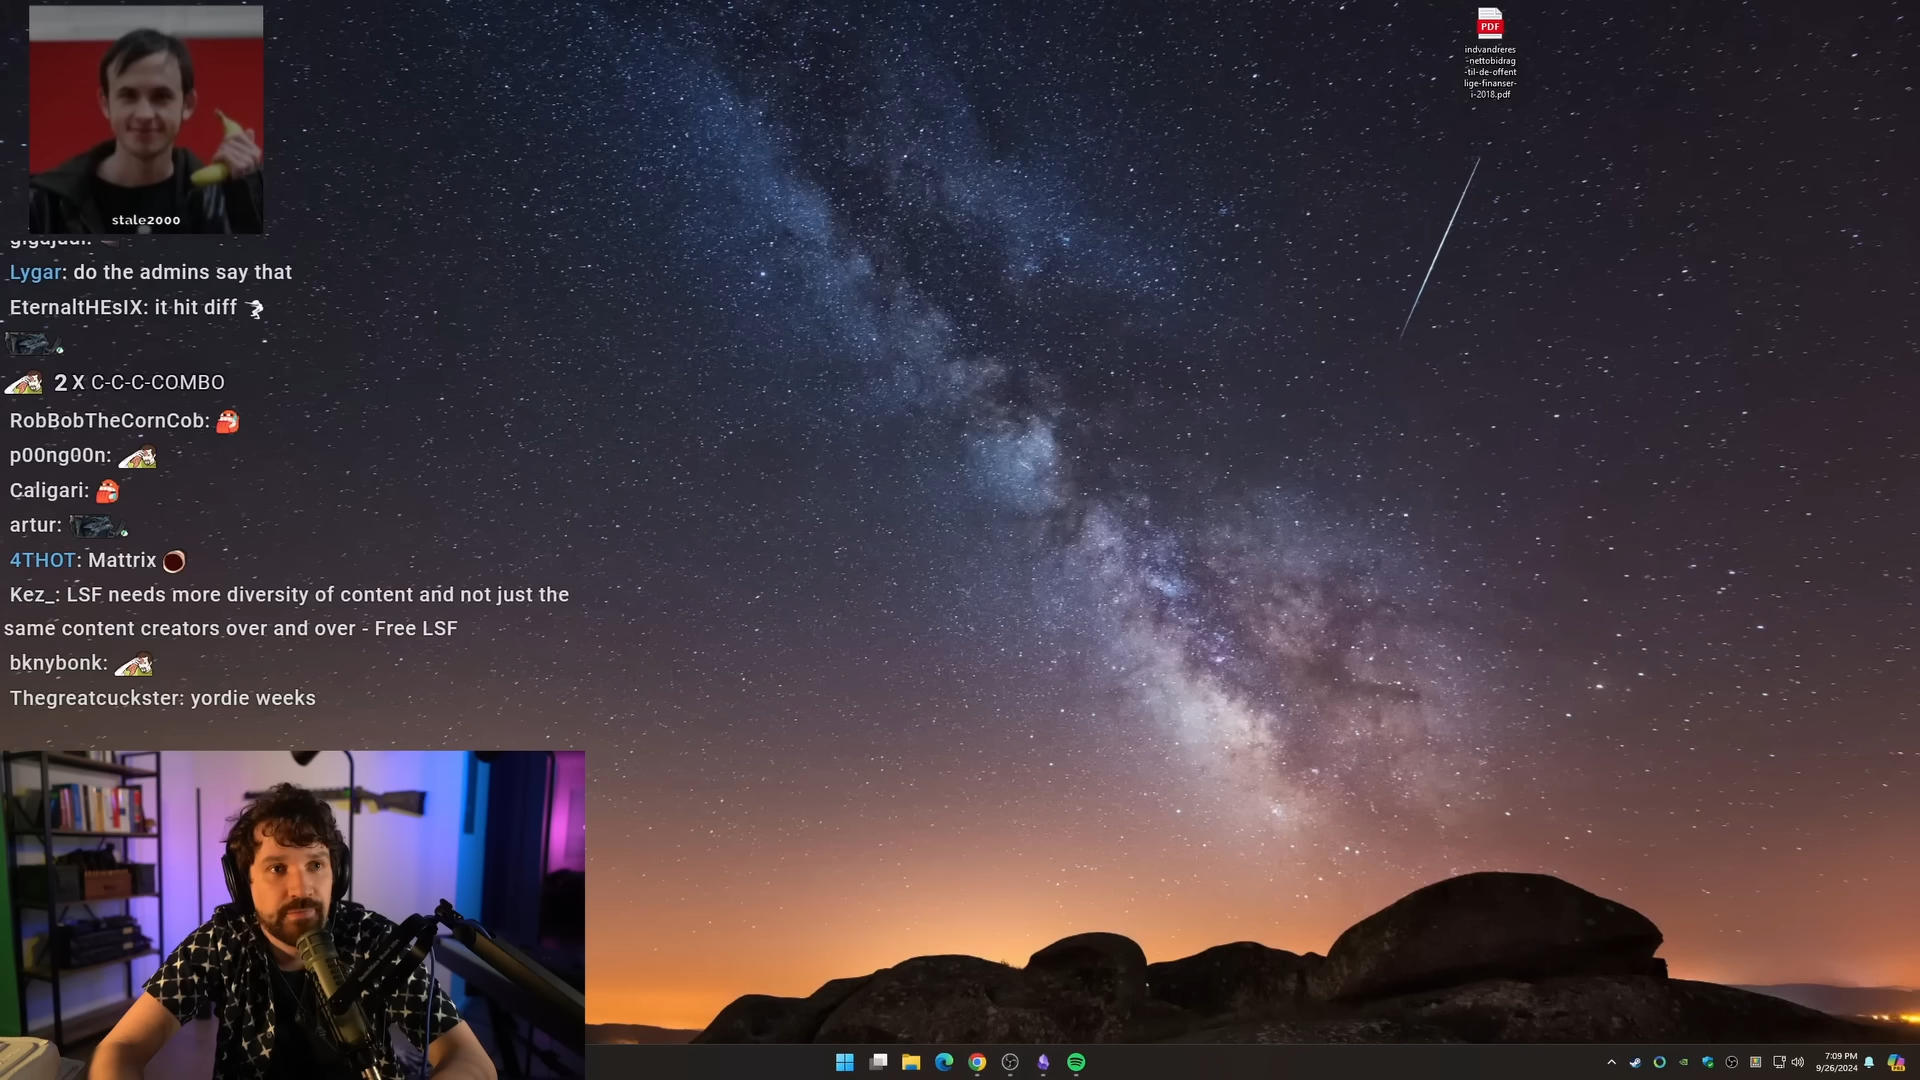 PDF
indvandreres
-nettobidrag
-til-de-offent
lige-finanser-
i-2018.pdf
stale2000
Lygar: do the admins say that
EternaltHEsIX: it hit diff
2 X C-C-C-COMBO
RobBobTheCornCob:
p00ng00n:
Caligari:
artur:
4THOT: Mattrix
Kez_: LSF needs more diversity of content and not just the
same content creators over and over - Free LSF
bknybonk:
Thegreatcuckster: yordie weeks
7:09 PM
9/26/2024